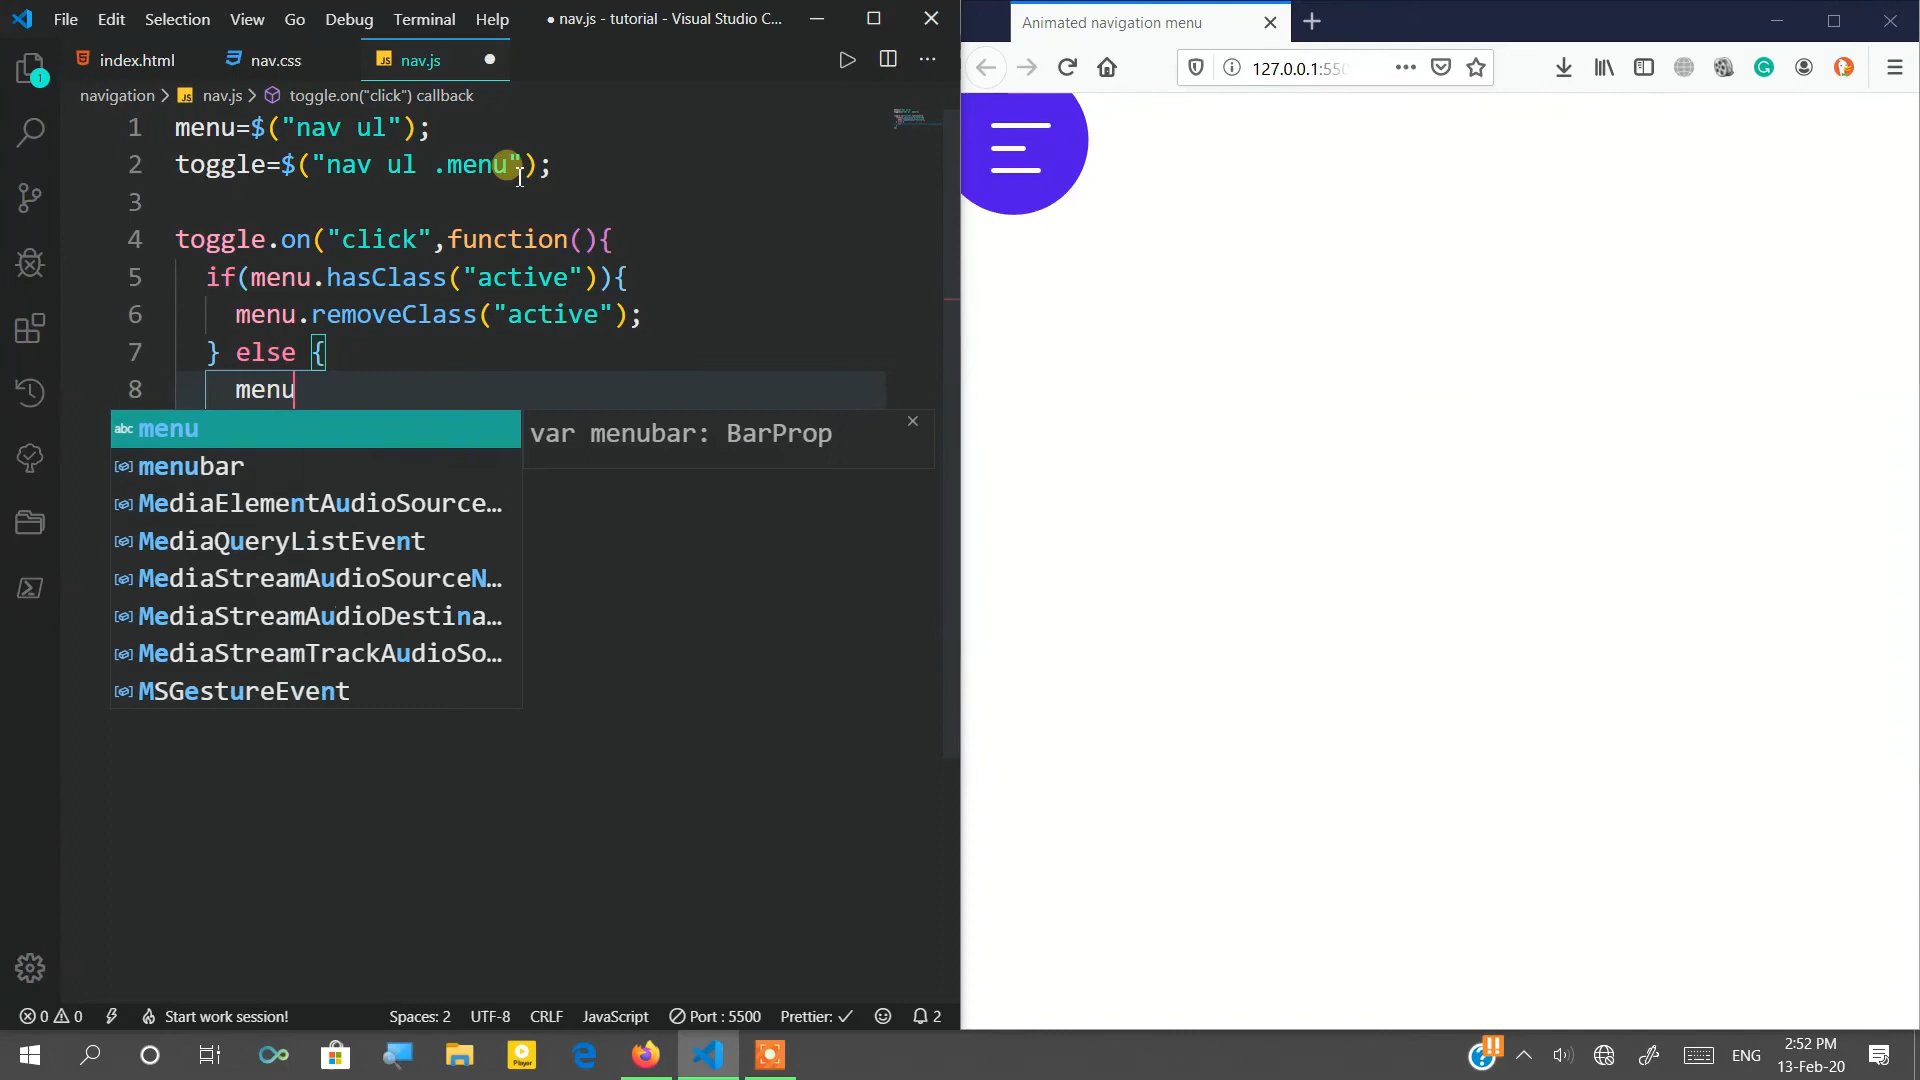 File Edit Selection View Go Debug Terminal Help ● nav.js - tutorial - Visual Studio C...
Animated navigation menu
index.html nav.css JS nav.js
127.0.0.1:550
1
navigation > JS nav.js > toggle.on("click") callback
1 menu=$("nav ul");
2 toggle=$("nav ul .menu");
3
4 toggle.on("click",function(){
5 if(menu.hasClass("active")){
6 menu.removeClass("active");
7 } else {
8 menu
abc menu
var menubar: BarProp
menubar
MediaElementAudioSource...
MediaQueryListEvent
MediaStreamAudioSourceN...
MediaStreamAudioDestina...
MediaStreamTrackAudioSo...
MSGestureEvent
0 0 Start work session! Spaces: 2 UTF-8 CRLF JavaScript Port : 5500 Prettier: ✓ 2
Player
ENG
2:52 PM
13-Feb-20